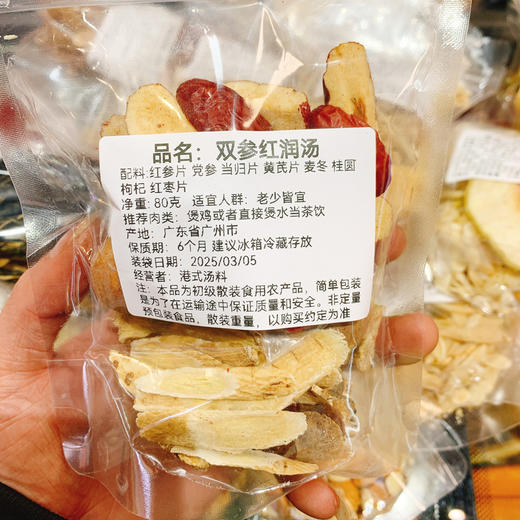 品名：双参红润汤
配料:红参片 党参 当归片 黄芪片 麦冬 桂圆
枸杞 红枣片
净重: 80克 适宜人群：老少皆宜
推荐肉类：煲鸡或者直接煲水当茶饮
产地：广东省广州市
保质期：6个月 建议冰箱冷藏存放
装袋日期：2025/03/05
经营者：港式汤料
注：本品为初级散装食用农产品，简单包装
是为了在运输途中保证质量和安全。非定量
预包装食品，散装重量，以购买约定为准